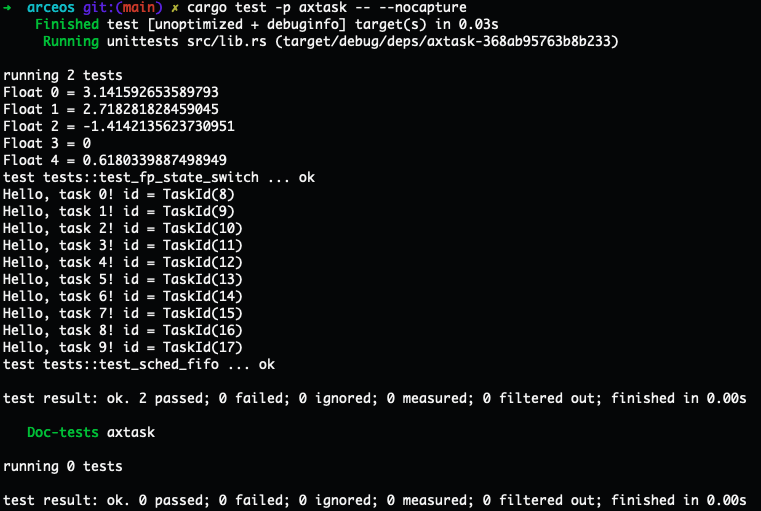 ➜  arceos git:(main) ✗ cargo test -p axtask -- --nocapture
    Finished test [unoptimized + debuginfo] target(s) in 0.03s
     Running unittests src/lib.rs (target/debug/deps/axtask-368ab95763b8b233)

running 2 tests
Float 0 = 3.141592653589793
Float 1 = 2.718281828459045
Float 2 = -1.4142135623730951
Float 3 = 0
Float 4 = 0.6180339887498949
test tests::test_fp_state_switch ... ok
Hello, task 0! id = TaskId(8)
Hello, task 1! id = TaskId(9)
Hello, task 2! id = TaskId(10)
Hello, task 3! id = TaskId(11)
Hello, task 4! id = TaskId(12)
Hello, task 5! id = TaskId(13)
Hello, task 6! id = TaskId(14)
Hello, task 7! id = TaskId(15)
Hello, task 8! id = TaskId(16)
Hello, task 9! id = TaskId(17)
test tests::test_sched_fifo ... ok

test result: ok. 2 passed; 0 failed; 0 ignored; 0 measured; 0 filtered out; finished in 0.00s

   Doc-tests axtask

running 0 tests

test result: ok. 0 passed; 0 failed; 0 ignored; 0 measured; 0 filtered out; finished in 0.00s